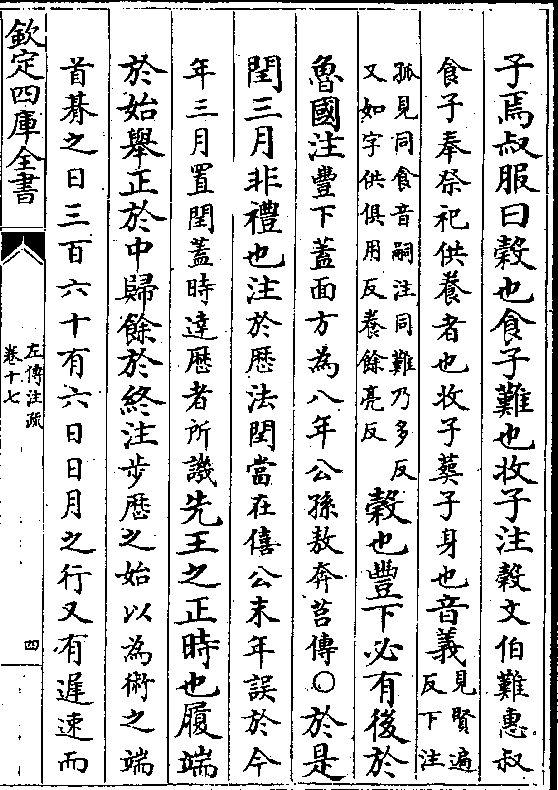 子焉叔服曰穀也食子難也收子注穀文伯難惠叔
食子奉祭祀供養者也收子葬子身也音義見賢遍反下注
孤見同食音嗣注同難乃多反又如字供俱用反養餘亮反穀也豐下必有後於
魯國注豐下蓋面方為八年公孫敖奔莒傳○於是
閏三月非禮也注於歴法閏當在僖公末年誤於今
年三月置閏蓋時達歴者所譏先王之正時也履端
於始舉正於中歸餘於終注步歴之始以為術之端
首朞之日三百六十有六日日月之行又有遲速而
欽定四庫全書
左傳注疏
卷十七
四